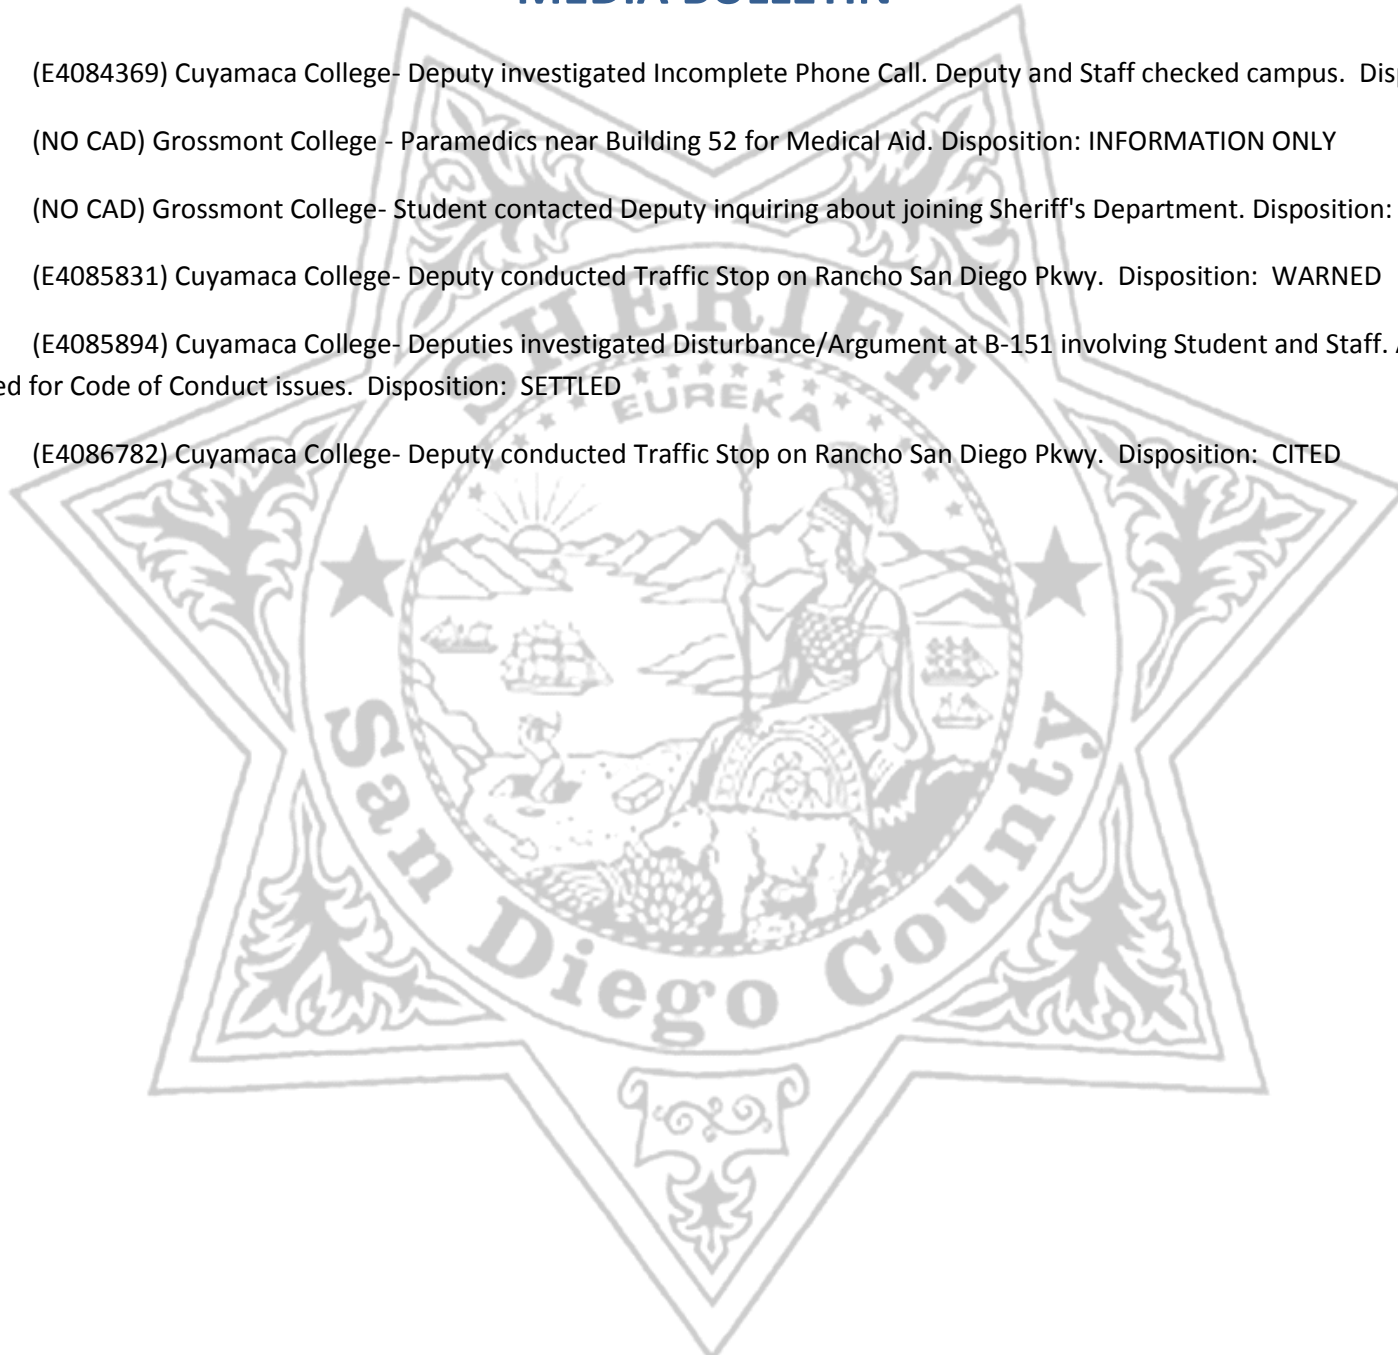 MEDIA BULLETIN
(E4084369) Cuyamaca College- Deputy investigated Incomplete Phone Call. Deputy and Staff checked campus.  
(NO CAD) Grossmont College - Paramedics near Building 52 for Medical Aid. Disposition: INFORMATION ONLY
(NO CAD) Grossmont College- Student contacted Deputy inquiring about joining Sheriff's Department. Disposition:
(E4085831) Cuyamaca College- Deputy conducted Traffic Stop on Rancho San Diego Pkwy.  Disposition:  WARNED
(E4085894) Cuyamaca College- Deputies investigated Disturbance/Argument at B-151 involving Student and Staff.
for Code of Conduct issues.  Disposition:  SETTLED
(E4086782) Cuyamaca College- Deputy conducted Traffic Stop on Rancho San Diego Pkwy.  Disposition:  CITED
SHERIFF
EUREKA
San Diego County